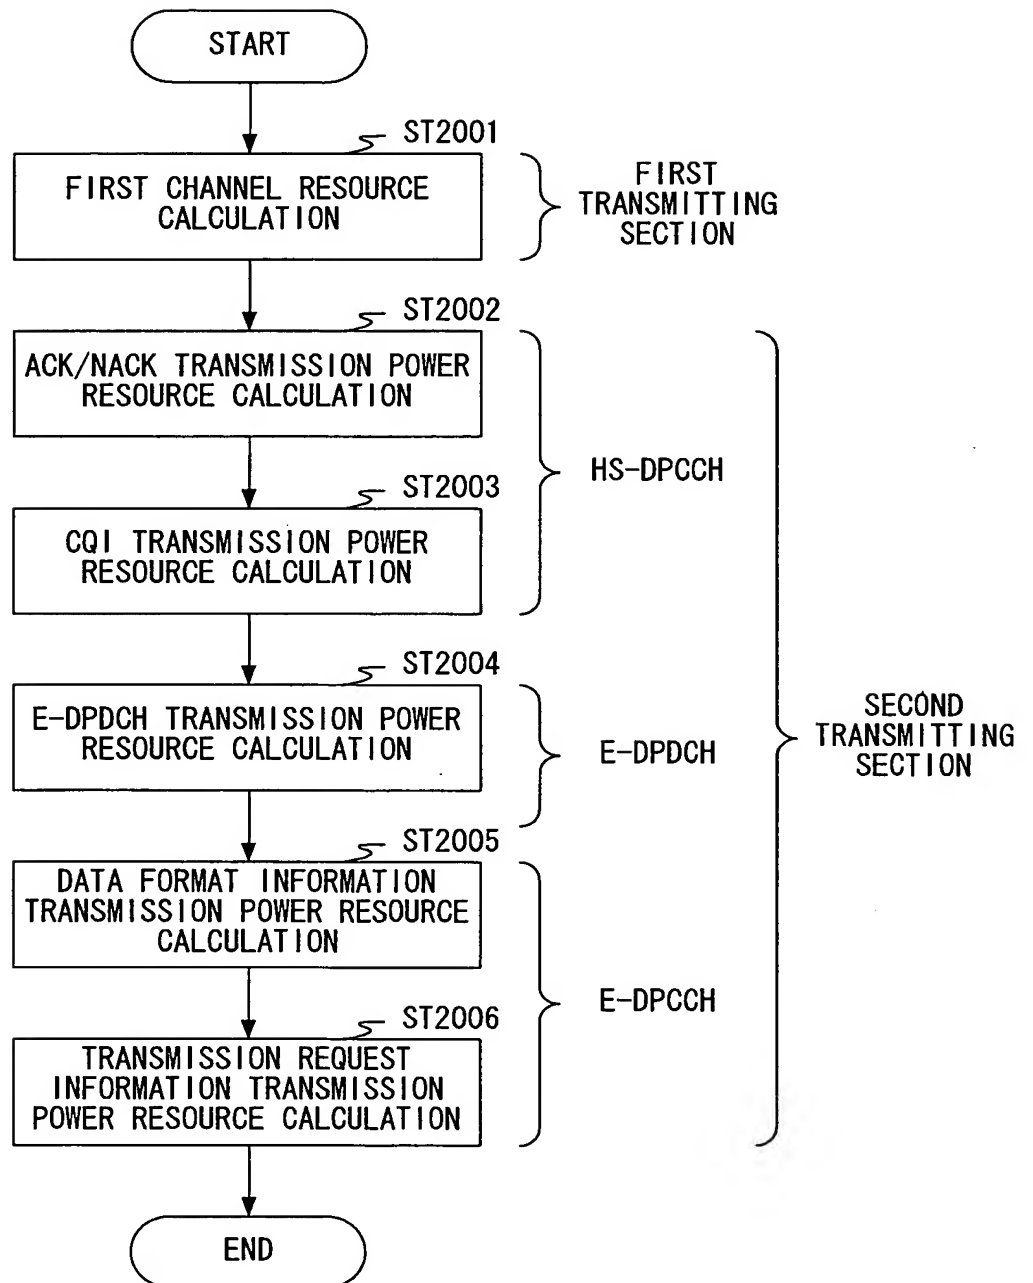 START
ST2001
FIRST CHANNEL RESOURCE
CALCULATION
FIRST
TRANSMITTING
SECTION
ST2002
ACK/NACK TRANSMISSION POWER
RESOURCE CALCULATION
HS-DPCCH
ST2003
CQI TRANSMISSION POWER
RESOURCE CALCULATION
ST2004
E-DPDCH TRANSMISSION POWER
RESOURCE CALCULATION
E-DPDCH
SECOND
TRANSMITTING
SECTION
ST2005
DATA FORMAT INFORMATION
TRANSMISSION POWER RESOURCE
CALCULATION
E-DPCCH
ST2006
TRANSMISSION REQUEST
INFORMATION TRANSMISSION
POWER RESOURCE CALCULATION
END